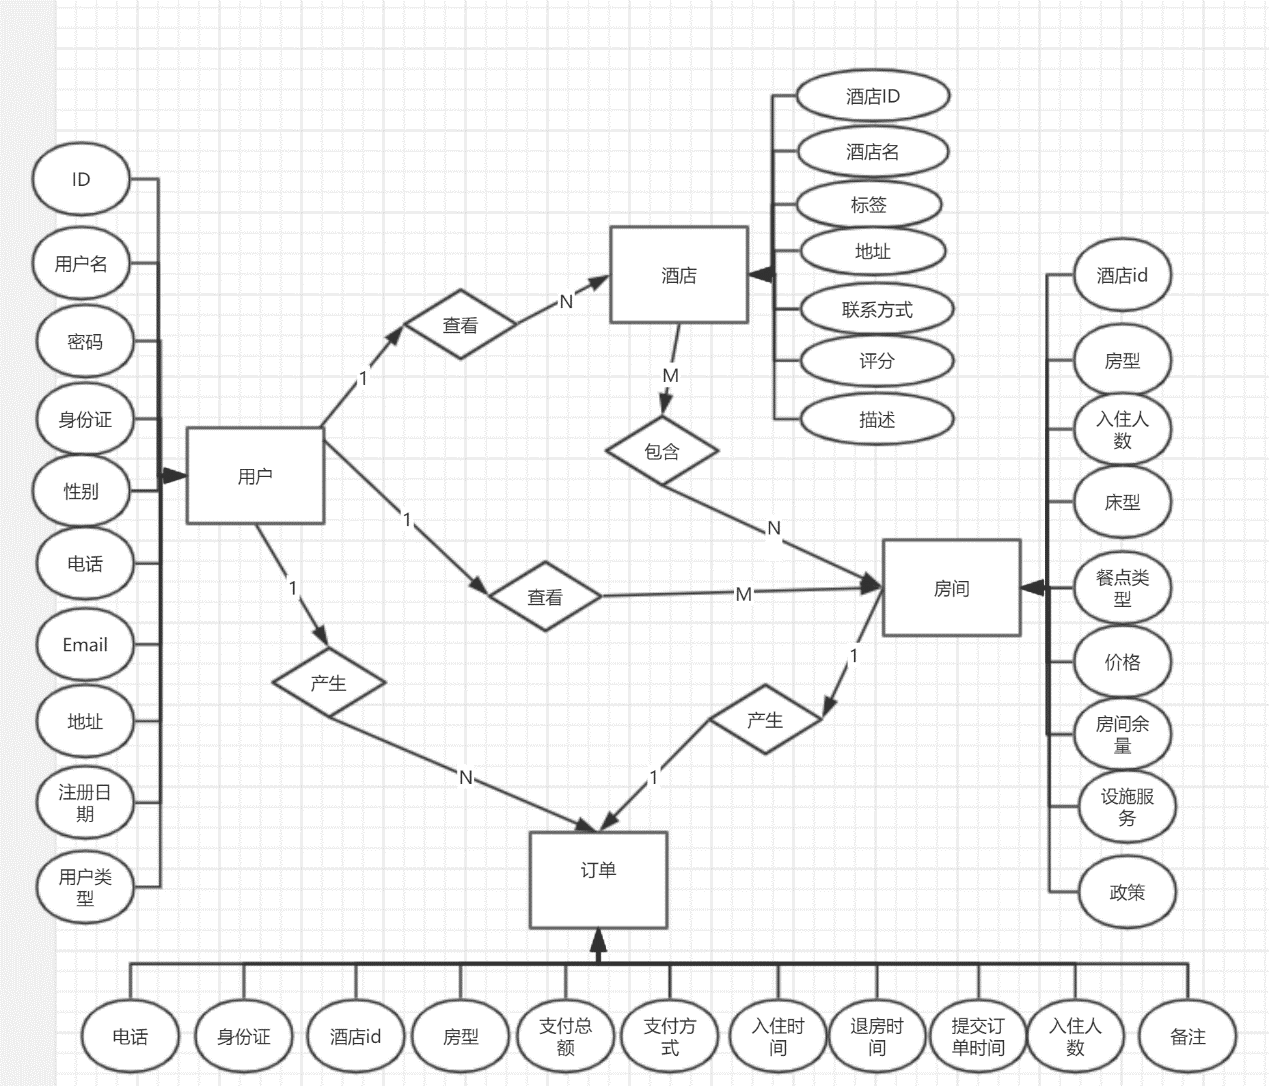 酒店ID
酒店名
标签
地址
联系方式
评分
描述
ID
用户名
密码
身份证
性别
电话
Email
地址
注册日
期
用户类
型
用户
1
查看
N
酒店
M
包含
N
1
查看
M
房间
酒店id
房型
入住人
数
床型
餐点类
型
价格
房间余
量
设施服
务
政策
1
产生
N
1
产生
1
订单
电话
身份证
酒店id
房型
支付总
额
支付方
式
入住时
间
退房时
间
提交订
单时间
入住人
数
备注